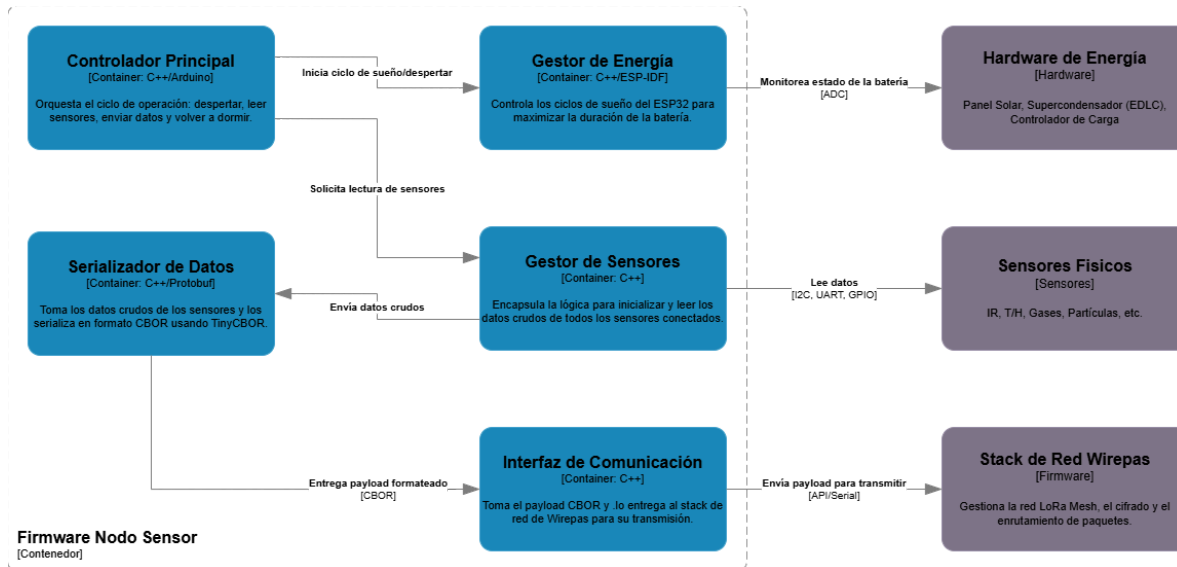 Controlador Principal
[Container: C++/Arduino]
Orquesta el ciclo de operación: despertar, leer
sensores, enviar datos y volver a dormir.
Inicia ciclo de sueño/despertar
Gestor de Energía
[Container: C++/ESP-IDF]
Controla los ciclos de sueño del ESP32 para
maximizar la duración de la batería.
Monitorea estado de la batería
[ADC]
Hardware de Energía
[Hardware]
Panel Solar, Supercondensador (EDLC),
Controlador de Carga
Solicita lectura de sensores
Serializador de Datos
[Container: C++/Protobuf]
Toma los datos crudos de los sensores y los
serializa en formato CBOR usando TinyCBOR.
Envía datos crudos
Gestor de Sensores
[Container: C++]
Encapsula la lógica para inicializar y leer los
datos crudos de todos los sensores conectados.
Lee datos
[I2C, UART, GPIO]
Sensores Físicos
[Sensores]
IR, T/H, Gases, Partículas, etc.
Entrega payload formateado
[CBOR]
Interfaz de Comunicación
[Container: C++]
Toma el payload CBOR y .lo entrega al stack de
red de Wirepas para su transmisión.
Envía payload para transmitir
[API/Serial]
Stack de Red Wirepas
[Firmware]
Gestiona la red LoRa Mesh, el cifrado y el
enrutamiento de paquetes.
Firmware Nodo Sensor
[Contenedor]